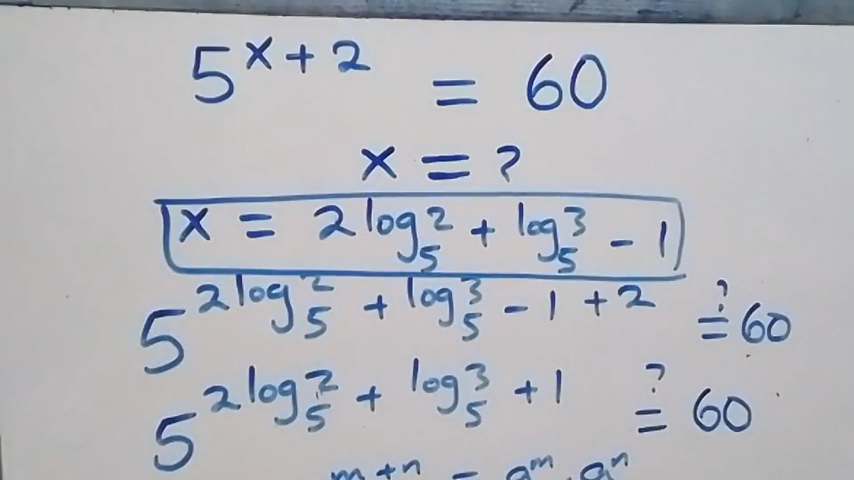 5^{x+2} = 60
x = ?
x = 2log_5^2 + log_5^3 - 1
5^{2log_5^2 + log_5^3 - 1 + 2} ?= 60
5^{2log_5^2 + log_5^3 + 1} ?= 60
m+n = a^m . a^n